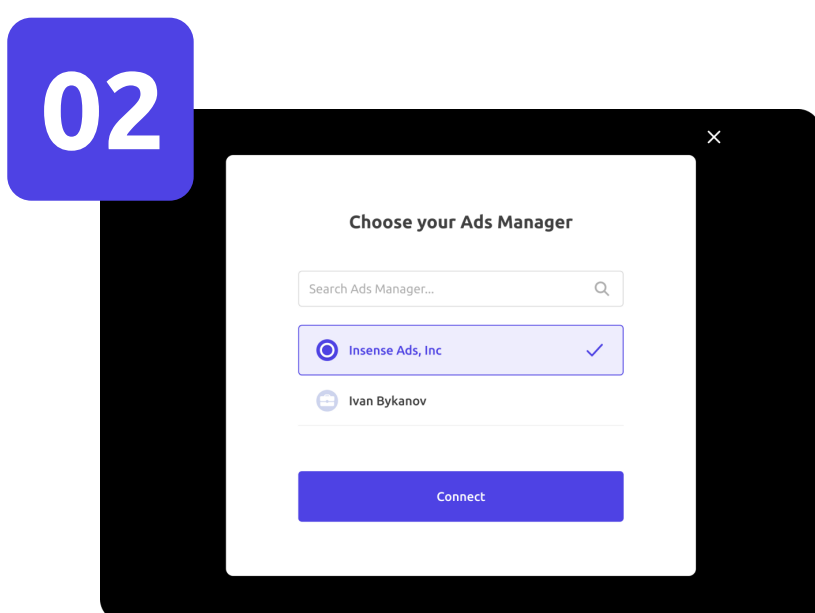 02
Choose your Ads Manager
Search Ads Manager...
Insense Ads, Inc
Ivan Bykanov
Connect